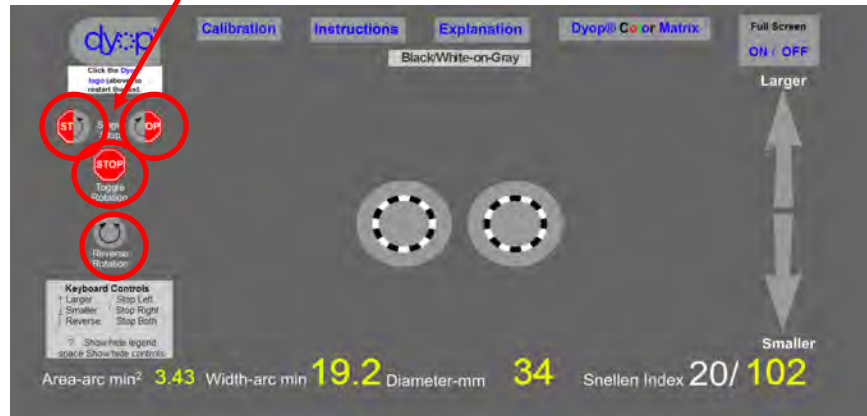 dyop
Calibration
Instructions
Explanation
Dyop® Color Matrix
Full Screen
ON / OFF
Black/White-on-Gray
Click the Dyop
logo (above) to
restart the test.
Larger
ST
OP
STOP
Toggle
Rotation
Reverse
Rotation
Keyboard Controls
↑ Larger Stop Left
↓ Smaller Stop Right
Reverse Stop Both
? Show/hide legend
space Show/hide controls
Smaller
Area-arc min² 3.43 Width-arc min 19.2 Diameter-mm 34 Snellen Index 20/ 102